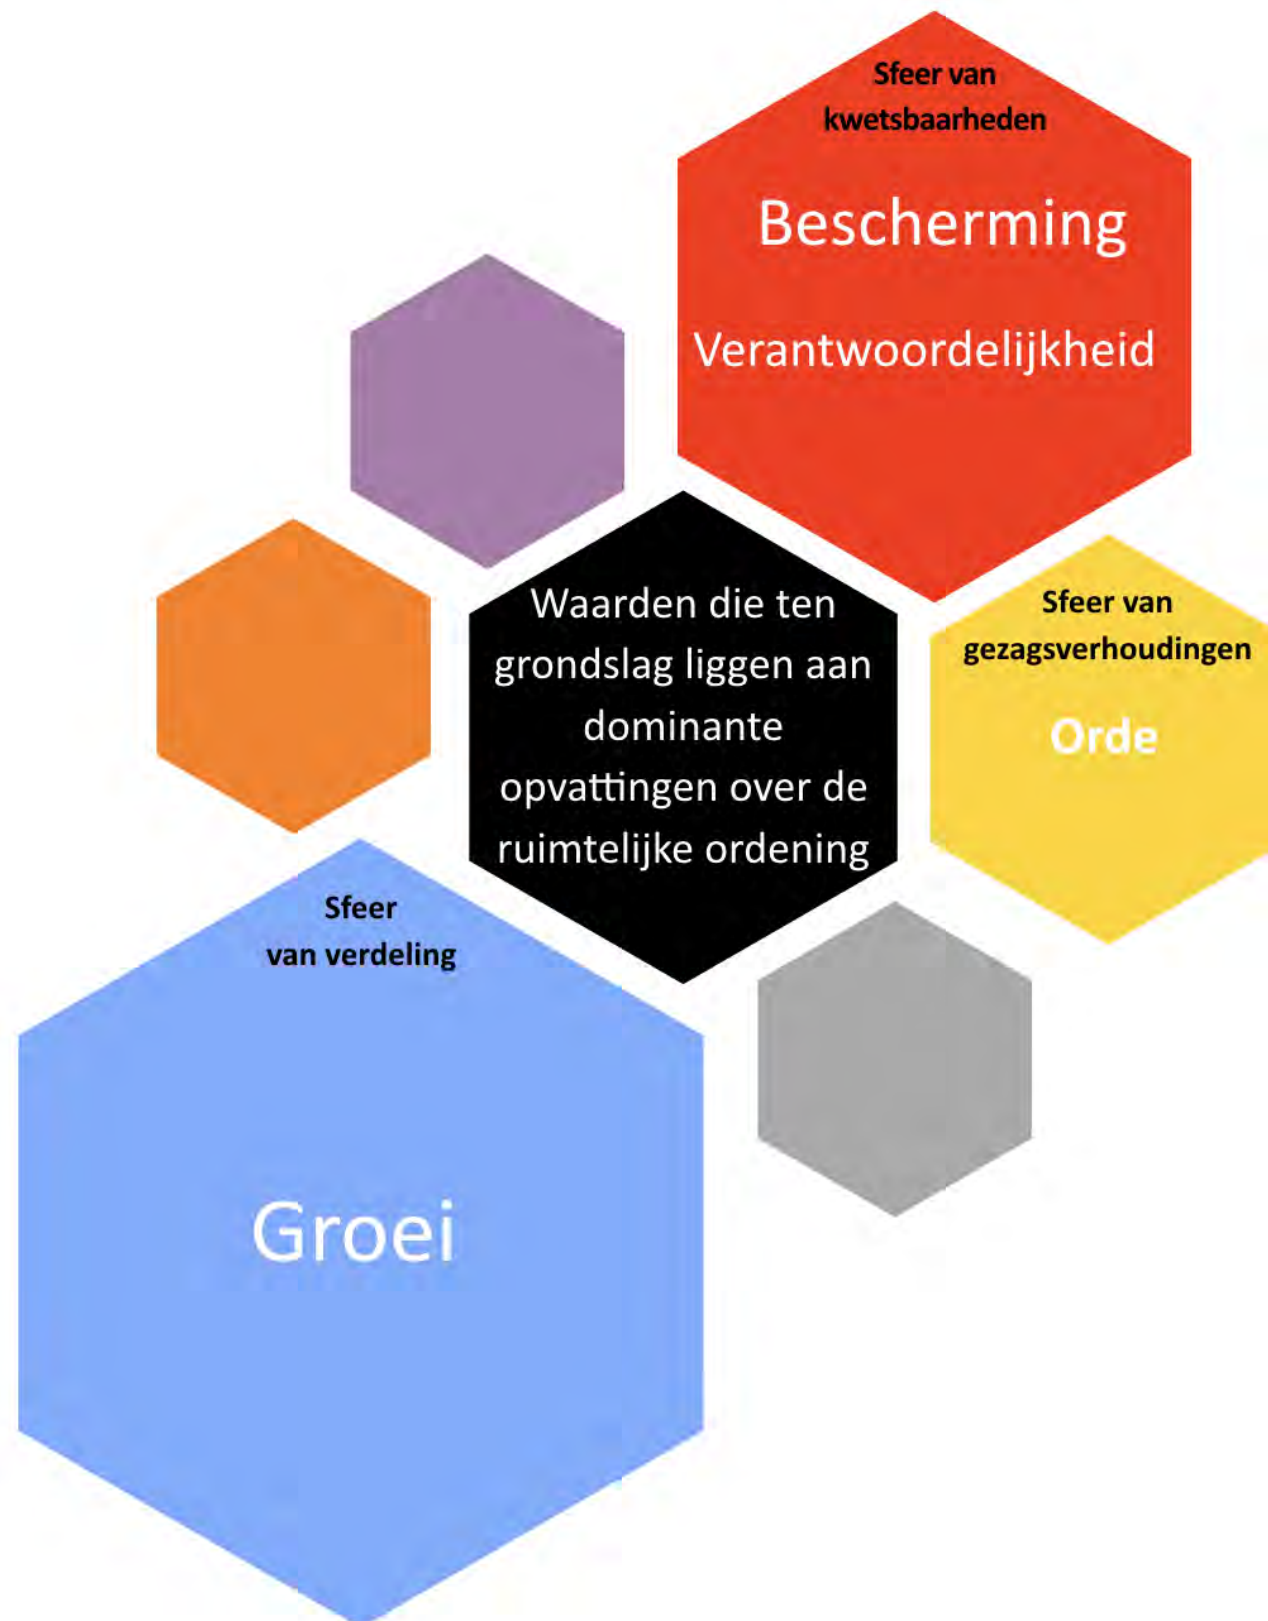 Sfeer van
kwetsbaarheden
Bescherming
Verantwoordelijkheid
Waarden die ten
grondslag liggen aan
dominante
opvattingen over de
ruimtelijke ordening
Sfeer van
gezagsverhoudingen
Orde
Sfeer
van verdeling
Groei